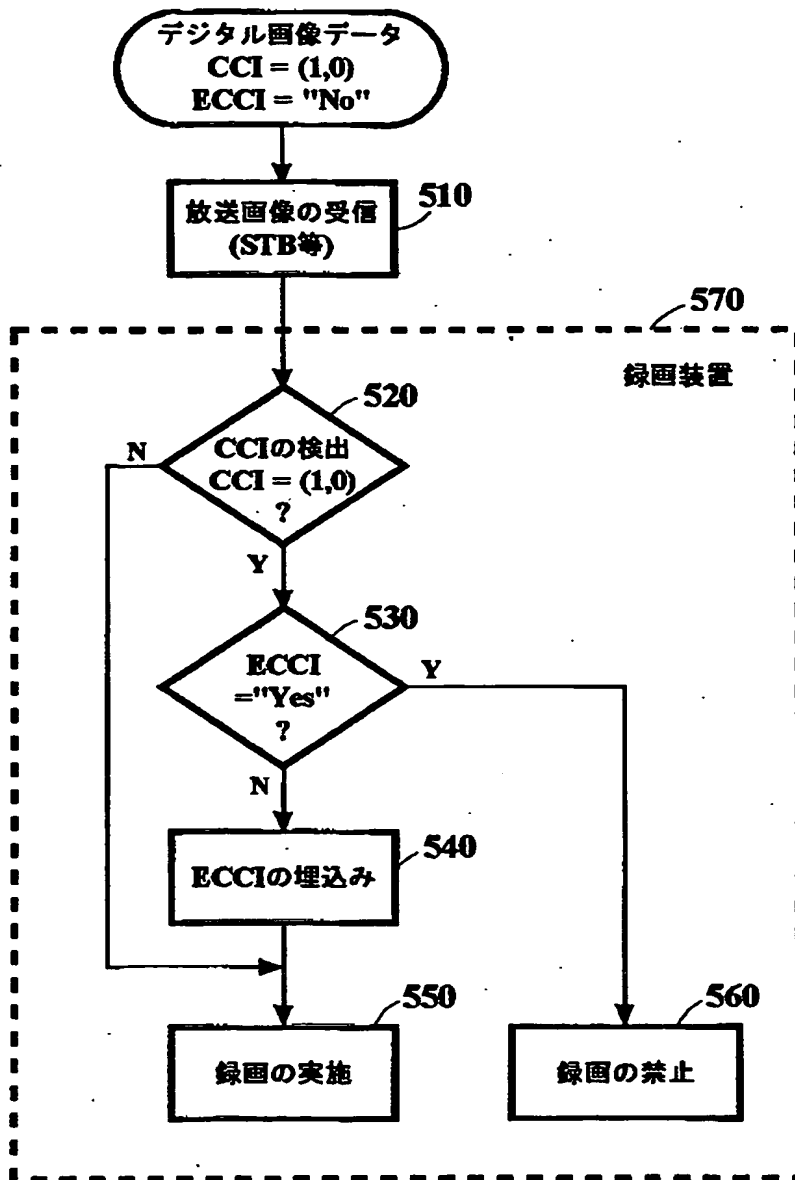 デジタル画像データ
CCI = (1,0)
ECCI = "No"
放送画像の受信
(STB等)
510
570
録画装置
520
CCIの検出
CCI = (1,0)
?
N
Y
530
ECCI
="Yes"
?
Y
N
540
ECCIの埋込み
550
録画の実施
560
録画の禁止